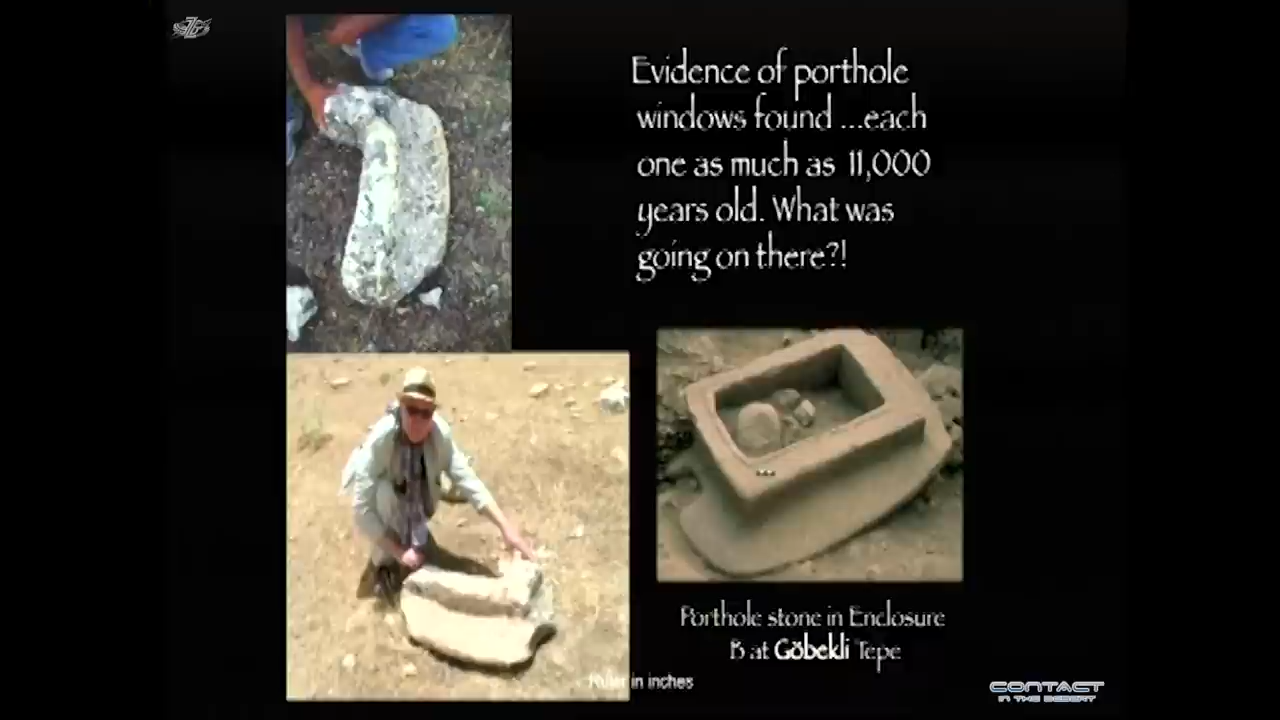 Evidence of porthole
windows found ...each
one as much as 11,000
years old. What was
going on there?!
Porthole stone in Enclosure
B at Göbekli Tepe
Ruler in inches
CONTACT
IN THE DESERT